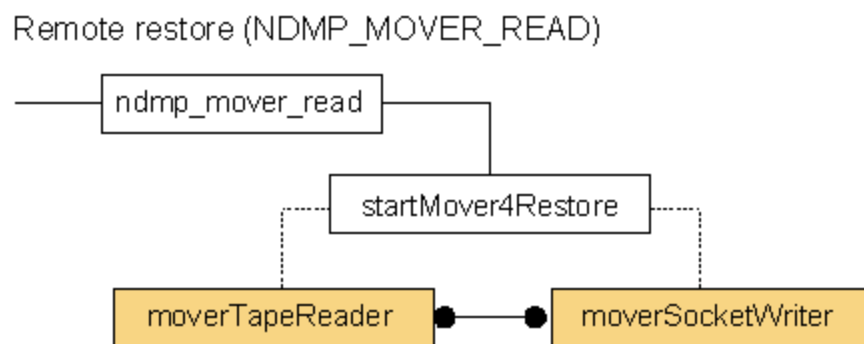 Remote restore (NDMP_MOVER_READ)
ndmp_mover_read
startMover4Restore
moverTapeReader
moverSocketWriter